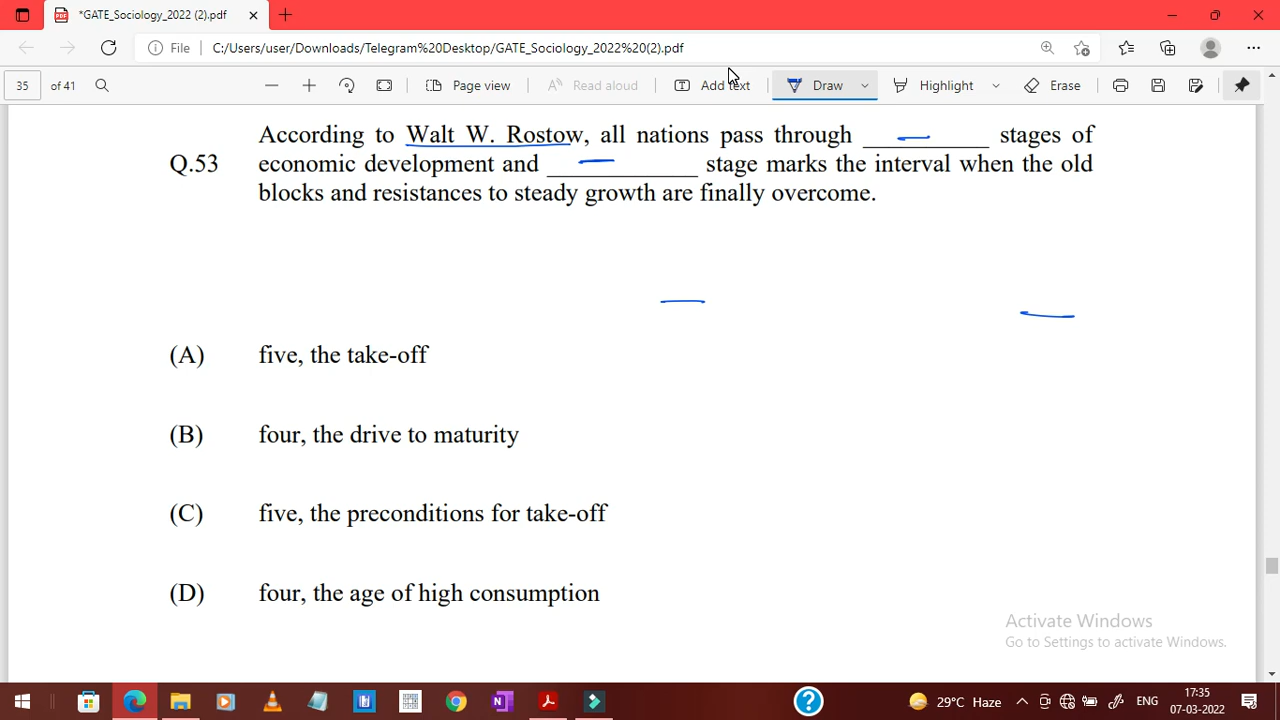 *GATE_Sociology_2022 (2).pdf
File C:/Users/user/Downloads/Telegram%20Desktop/GATE_Sociology_2022%20(2).pdf
35 of 41 Page view Read aloud Add text Draw Highlight Erase
According to Walt W. Rostow, all nations pass through ____________ stages of
Q.53 economic development and ______________ stage marks the interval when the old
blocks and resistances to steady growth are finally overcome.
(A) five, the take-off
(B) four, the drive to maturity
(C) five, the preconditions for take-off
(D) four, the age of high consumption
Activate Windows
Go to Settings to activate Windows.
29°C Haze ENG 17:35
07-03-2022